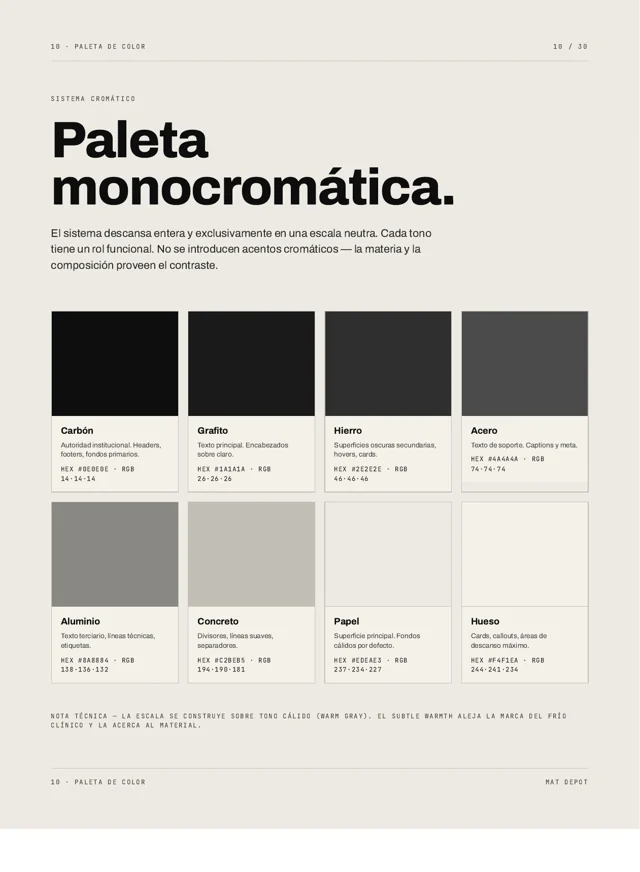 10 · PALETA DE COLOR
10 / 30
SISTEMA CROMÁTICO
Paleta
monocromática.
El sistema descansa entera y exclusivamente en una escala neutra. Cada tono
tiene un rol funcional. No se introducen acentos cromáticos — la materia y la
composición proveen el contraste.
Carbón
Autoridad institucional. Headers,
footers, fondos primarios.
HEX #0E0E0E · RGB
14·14·14
Grafito
Texto principal. Encabezados
sobre claro.
HEX #1A1A1A · RGB
26·26·26
Hierro
Superficies oscuras secundarias,
hovers, cards.
HEX #2E2E2E · RGB
46·46·46
Acero
Texto de soporte. Captions y meta.
HEX #4A4A4A · RGB
74·74·74
Aluminio
Texto terciario, líneas técnicas,
etiquetas.
HEX #8A8884 · RGB
138·136·132
Concreto
Divisores, líneas suaves,
separadores.
HEX #C2BEB5 · RGB
194·190·181
Papel
Superficie principal. Fondos
cálidos por defecto.
HEX #EDEAE3 · RGB
237·234·227
Hueso
Cards, callouts, áreas de
descanso máximo.
HEX #F4F1EA · RGB
244·241·234
NOTA TÉCNICA — LA ESCALA SE CONSTRUYE SOBRE TONO CÁLIDO (WARM GRAY). EL SUBTLE WARMTH ALEJA LA MARCA DEL FRÍO
CLÍNICO Y LA ACERCA AL MATERIAL.
10 · PALETA DE COLOR
MAT DEPOT